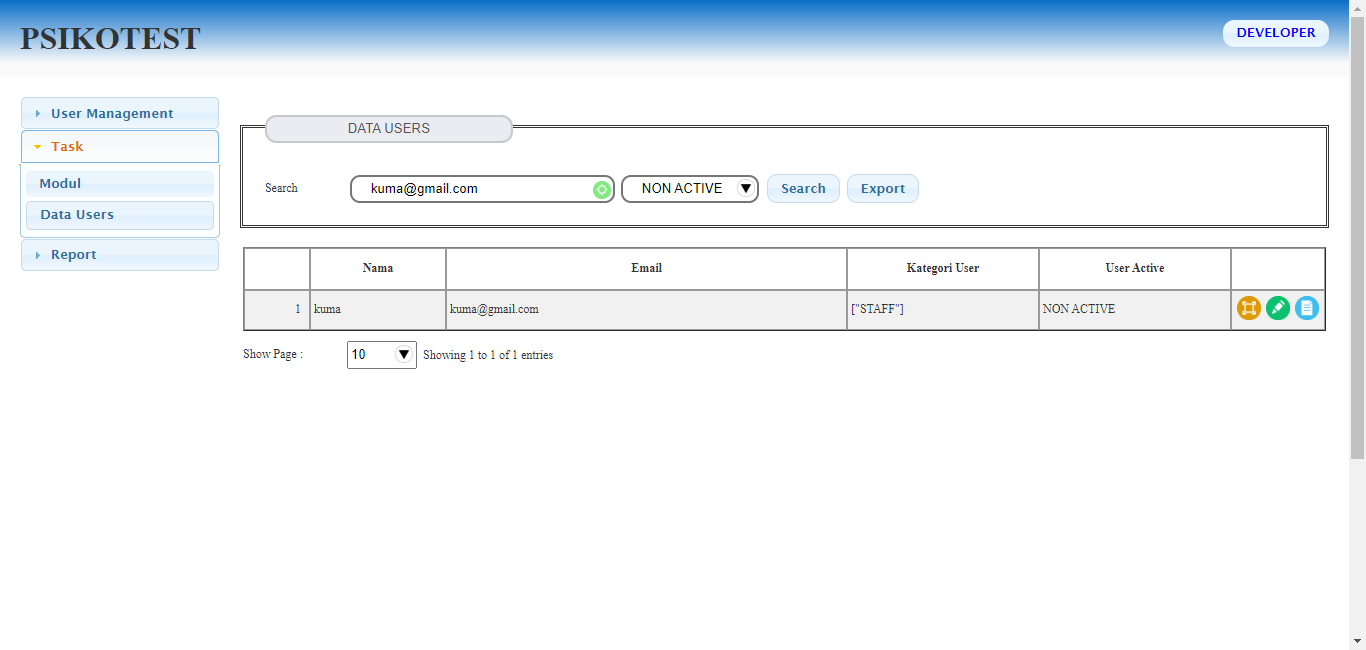 PSIKOTEST
DEVELOPER
User Management
Task
Modul
Data Users
Report
DATA USERS
Search kuma@gmail.com NON ACTIVE Search Export
Nama Email Kategori User User Active
1 kuma kuma@gmail.com ["STAFF"] NON ACTIVE
Show Page : 10 Showing 1 to 1 of 1 entries